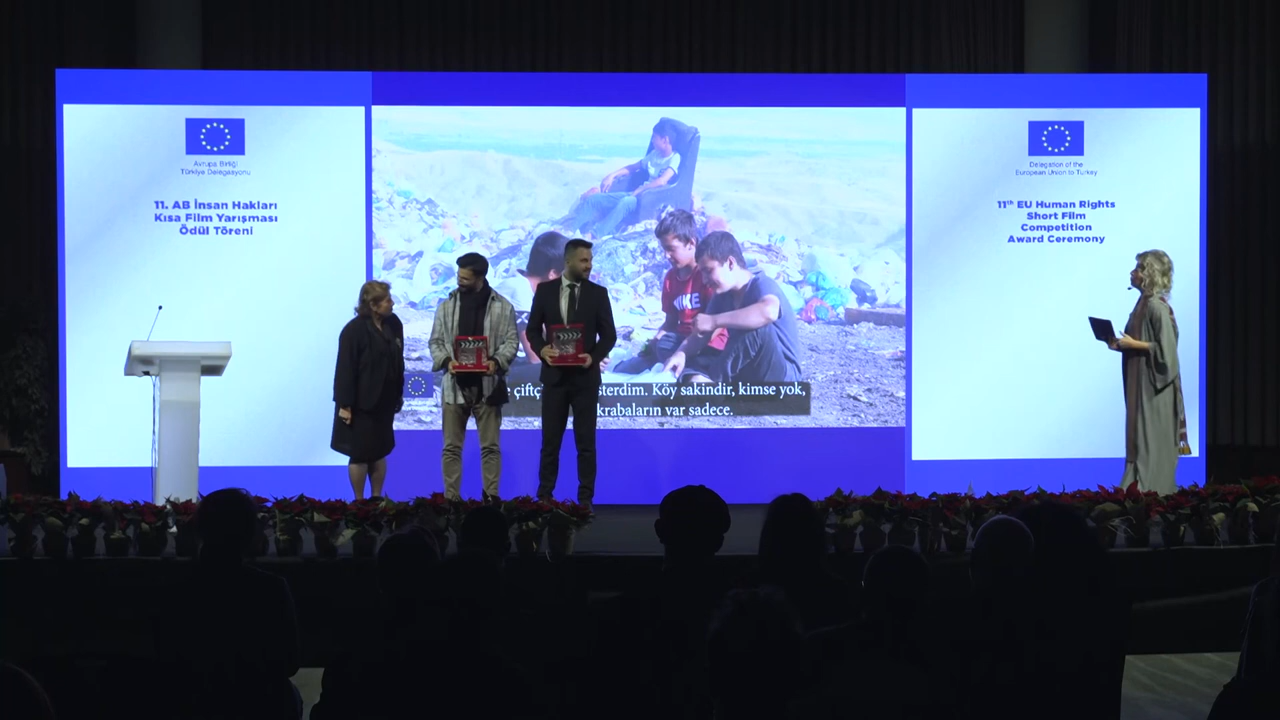 Avrupa Birliği
Türkiye Delegasyonu
11. AB İnsan Hakları
Kısa Film Yarışması
Ödül Töreni
NIKE
e çiftçi sterdim. Köy sakindir, kimse yok,
krabaların var sadece.
Delegation of the
European Union to Turkey
11th EU Human Rights
Short Film
Competition
Award Ceremony